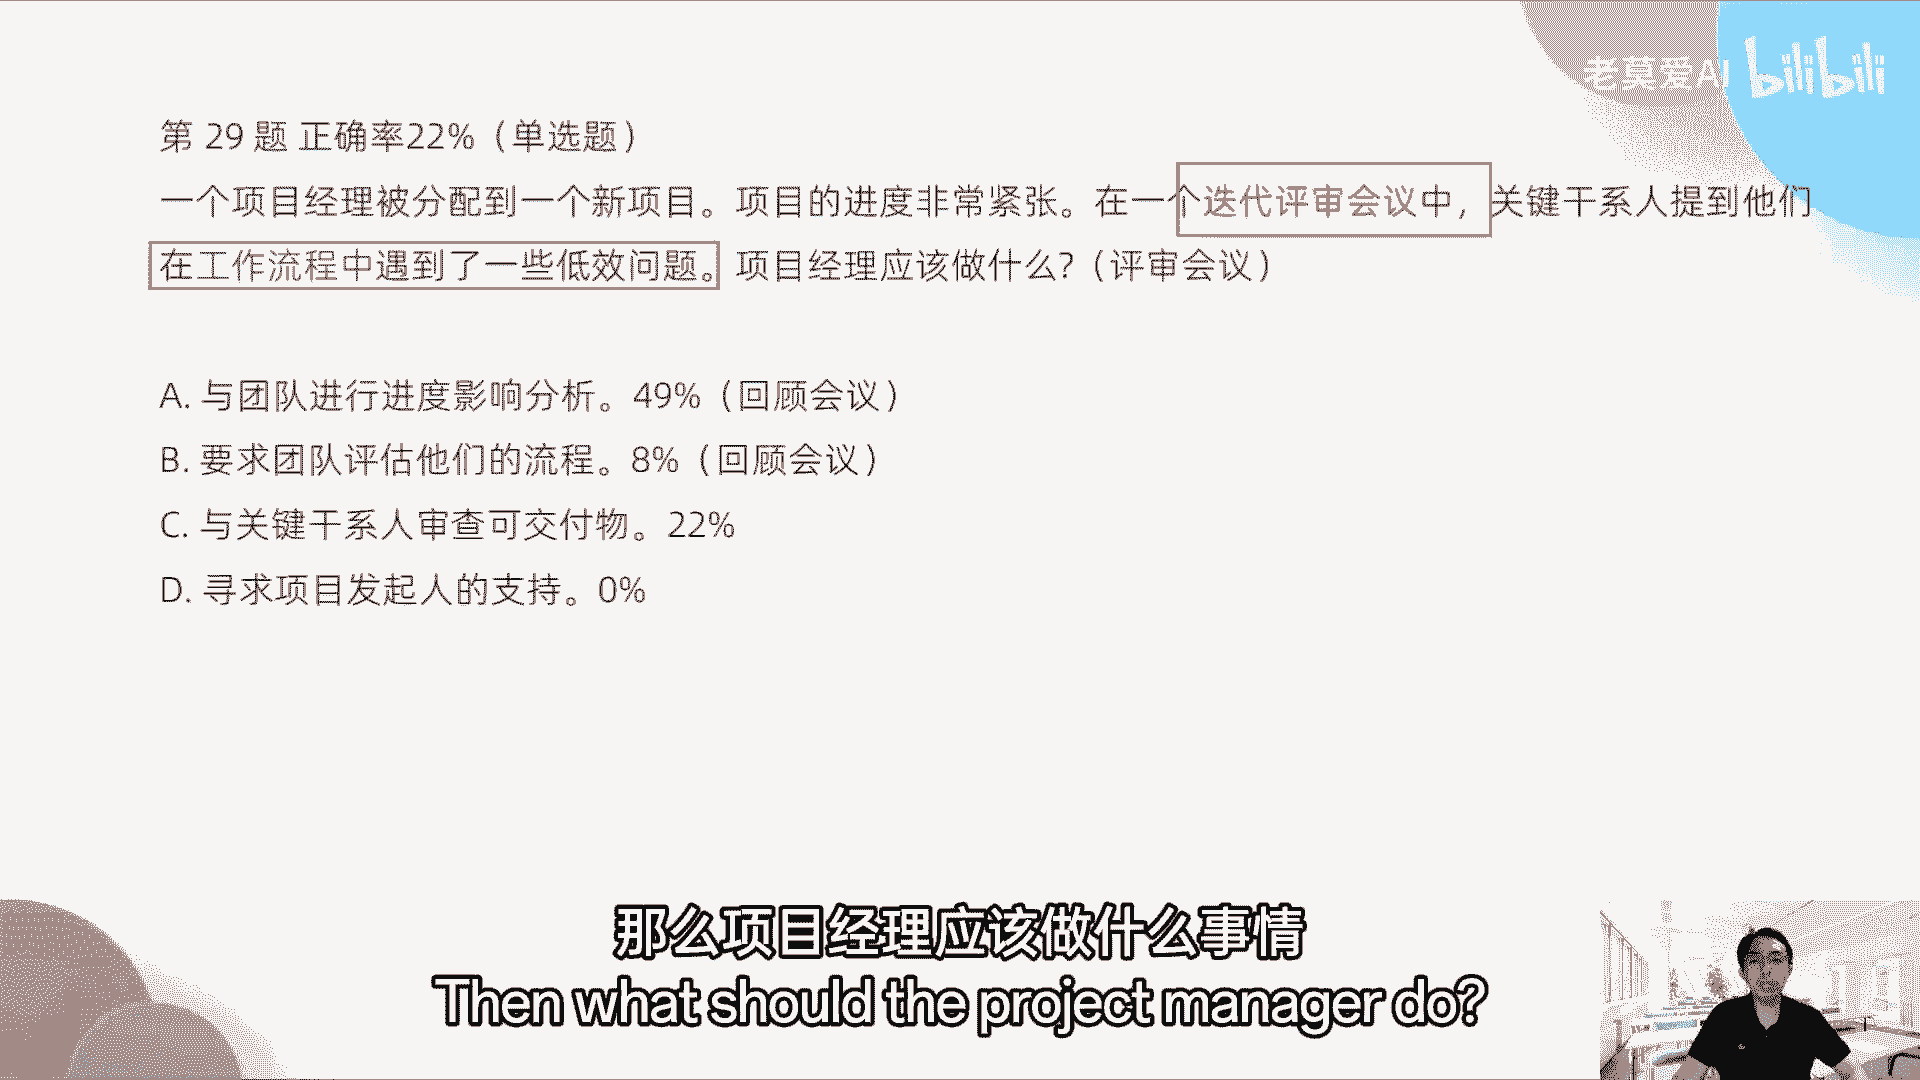 老莫爱AI bilibili
第 29 题 正确率22%（单选题）
一个项目经理被分配到一个新项目。项目的进度非常紧张。在一个迭代评审会议中，关键干系人提到他们
在工作流程中遇到了一些低效问题。项目经理应该做什么?（评审会议）
A. 与团队进行进度影响分析。49%（回顾会议）
B. 要求团队评估他们的流程。8%（回顾会议）
C. 与关键干系人审查可交付物。22%
D. 寻求项目发起人的支持。0%
那么项目经理应该做什么事情
Then what should the project manager do?